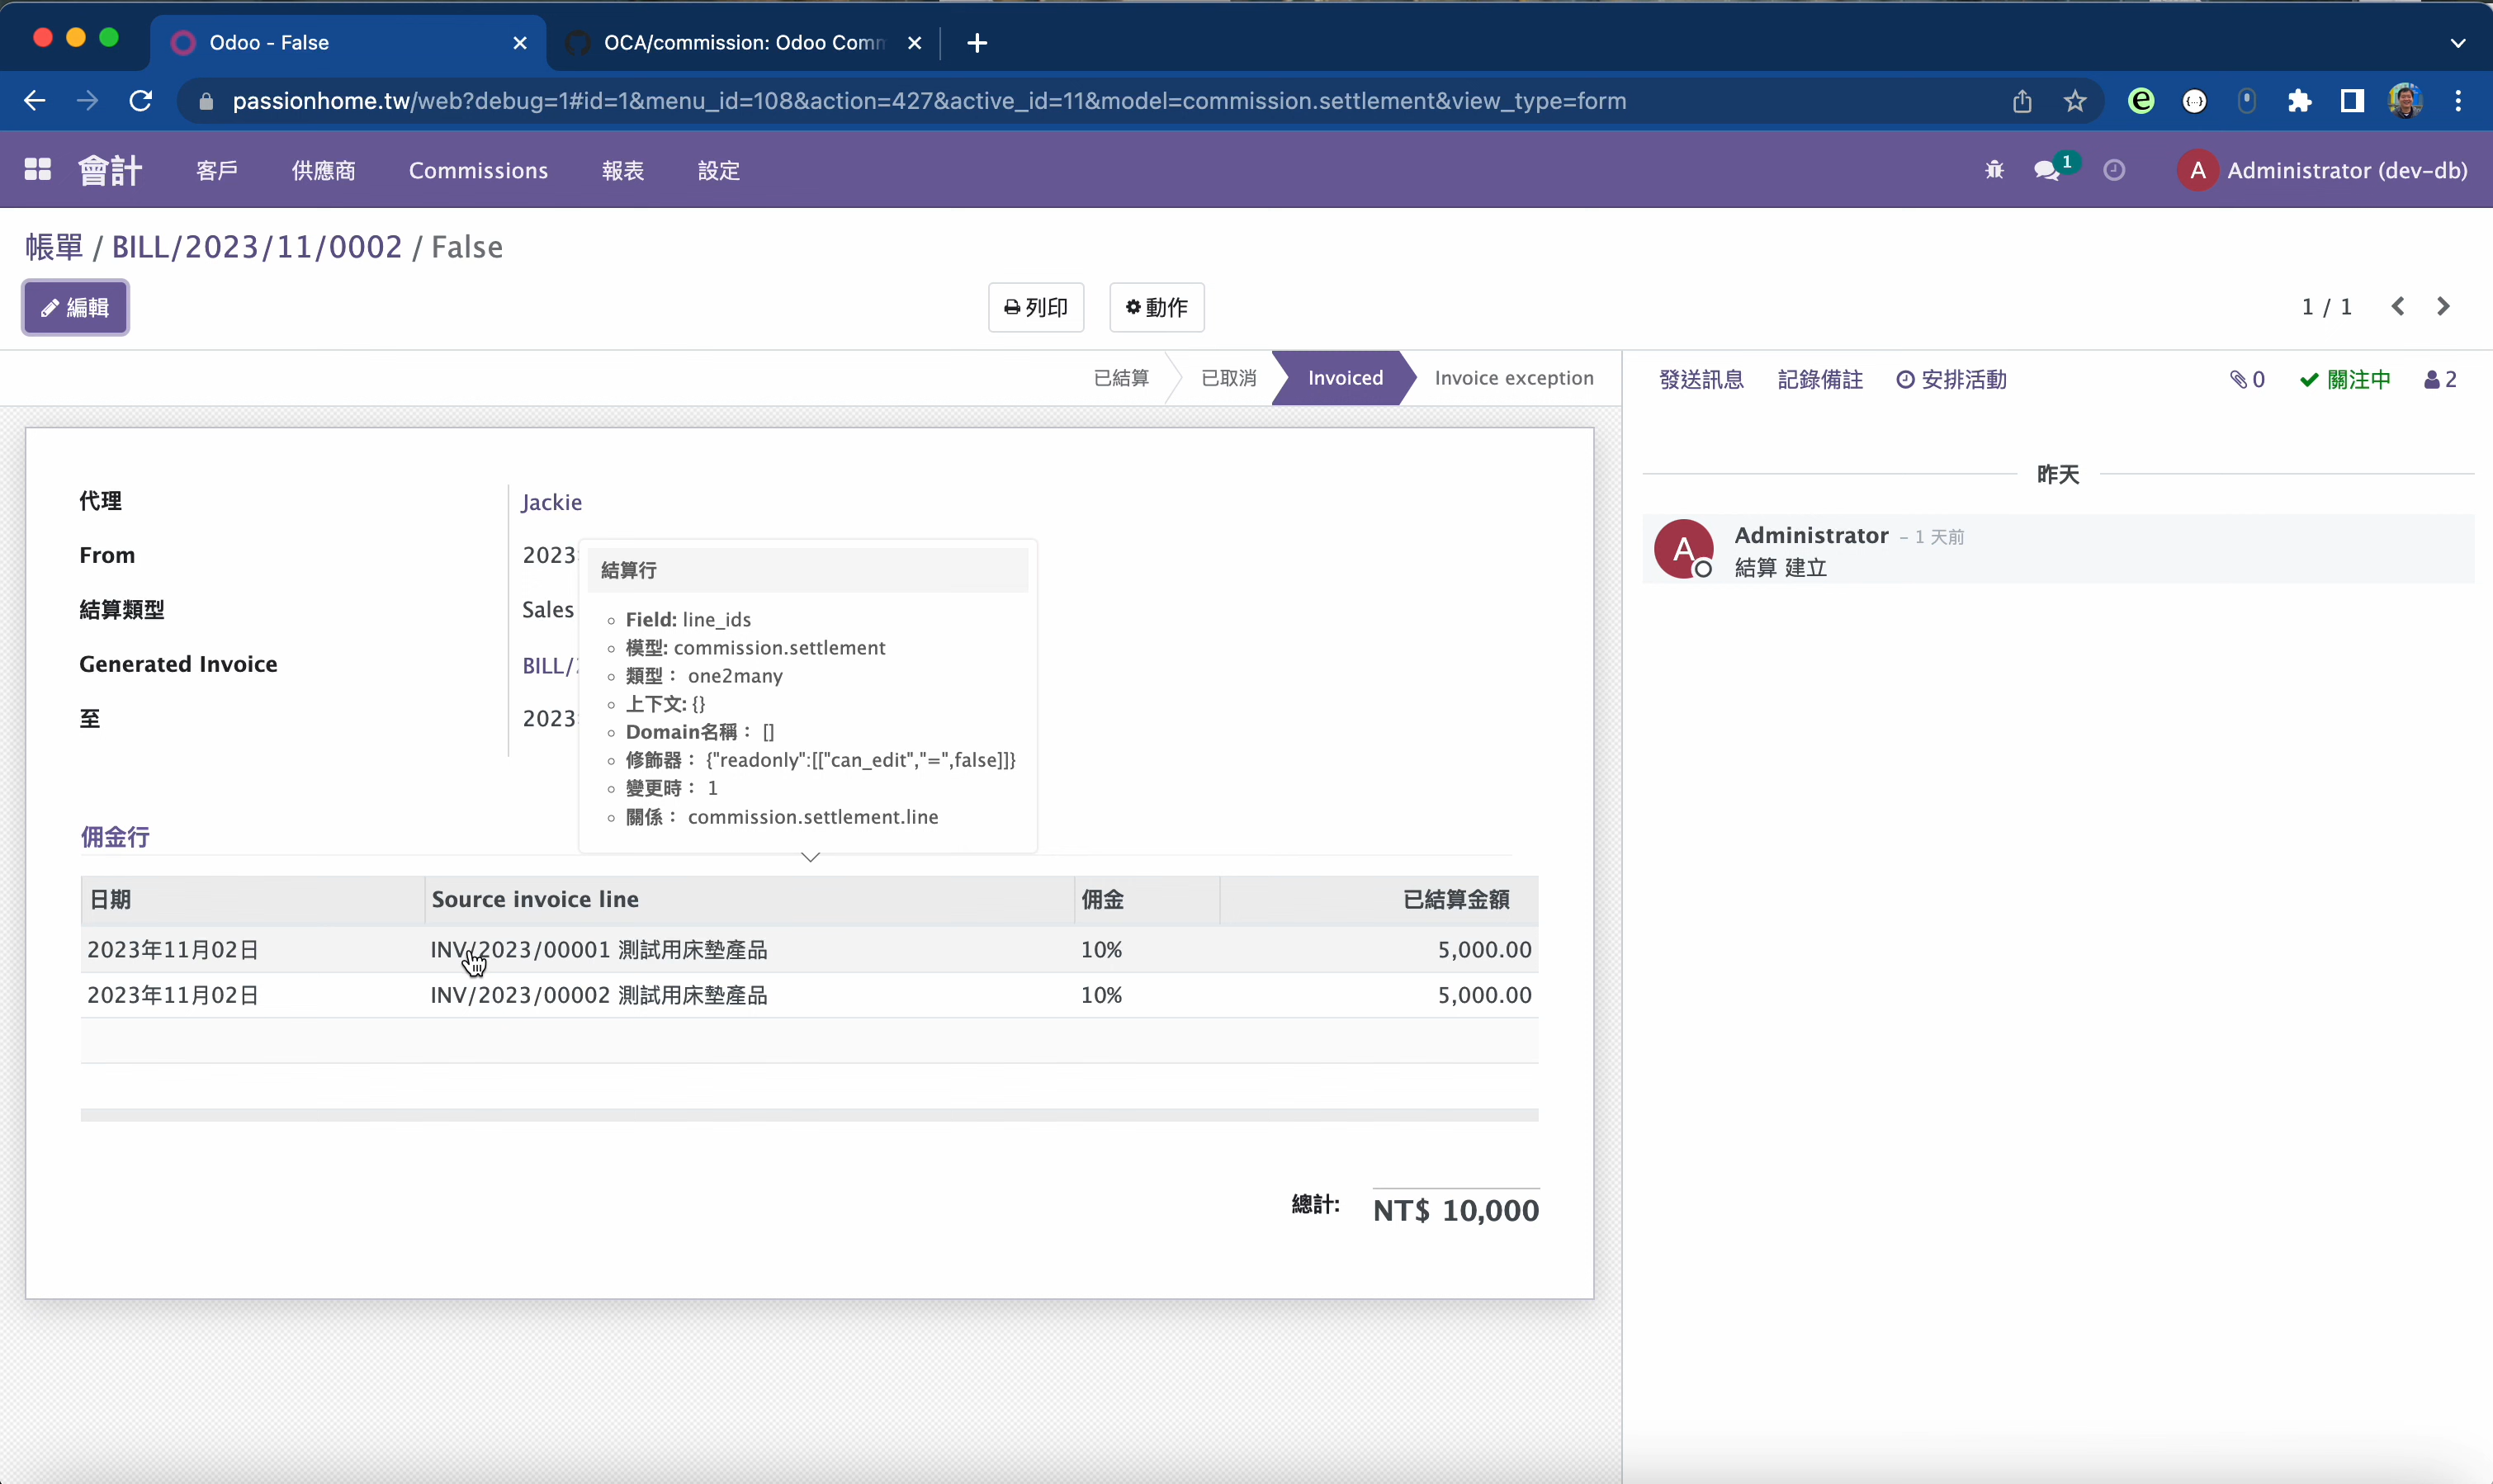 Odoo - False
OCA/commission: Odoo Comm
passionhome.tw/web?debug=1#id=1&menu_id=108&action=427&active_id=11&model=commission.settlement&view_type=form
會計 客戶 供應商 Commissions 報表 設定 1 A Administrator (dev-db)
帳單 / BILL/2023/11/0002 / False
編輯 列印 動作 1 / 1
已結算 已取消 Invoiced Invoice exception
發送訊息 記錄備註 安排活動 0 關注中 2
昨天
A Administrator – 1 天前
結算 建立
代理 Jackie
From 2023
結算類型 Sales
Generated Invoice BILL/
至 2023
結算行
Field: line_ids
模型: commission.settlement
類型： one2many
上下文: {}
Domain名稱： []
修飾器： {"readonly":[["can_edit","=",false]]}
變更時： 1
關係： commission.settlement.line
佣金行
日期 Source invoice line 佣金 已結算金額
2023年11月02日 INV/2023/00001 測試用床墊產品 10% 5,000.00
2023年11月02日 INV/2023/00002 測試用床墊產品 10% 5,000.00
總計: NT$ 10,000